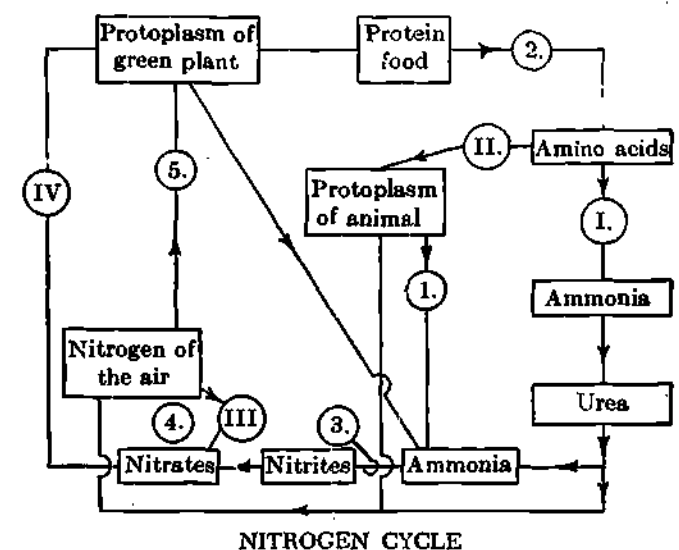 Protoplasm of
green plant
Protein
food
2.
IV
5.
II.
Amino acids
Protoplasm
of animal
I.
1.
Ammonia
Nitrogen of
the air
Urea
4.
III
3.
Nitrates
Nitrites
Ammonia
NITROGEN CYCLE